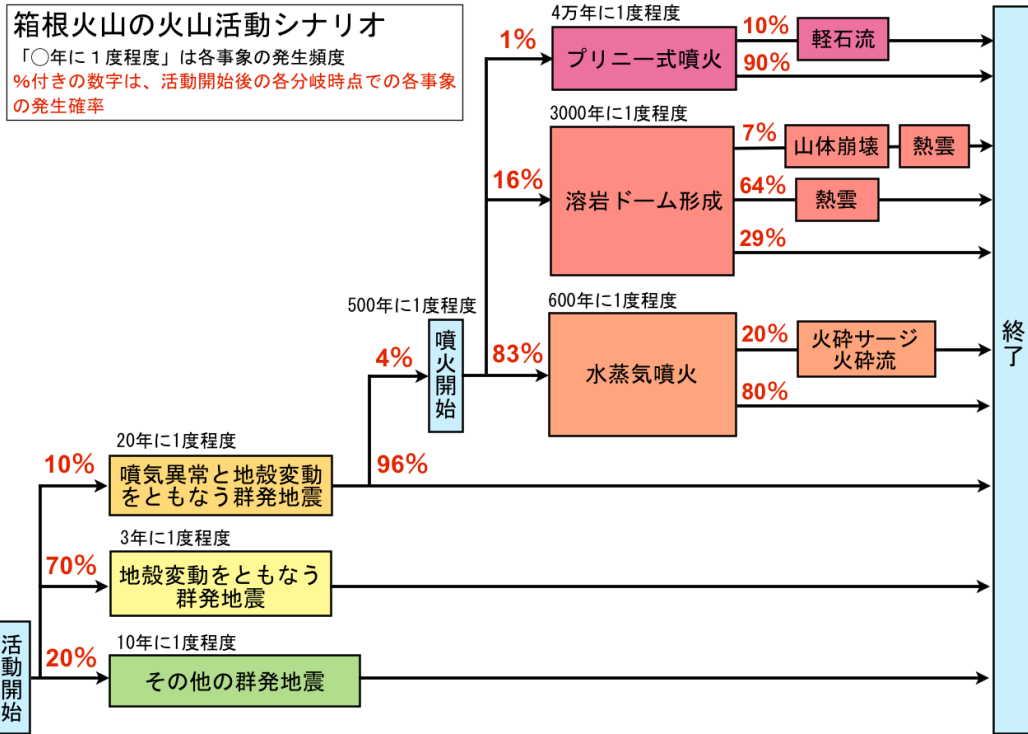 箱根火山の火山活動シナリオ
「○年に１度程度」は各事象の発生頻度
%付きの数字は、活動開始後の各分岐時点での各事象
の発生確率
4万年に1度程度
1%
プリニー式噴火
10%
軽石流
90%
3000年に1度程度
16%
溶岩ドーム形成
7%
山体崩壊
熱雲
64%
熱雲
29%
500年に1度程度
4%
噴火開始
600年に1度程度
83%
水蒸気噴火
20%
火砕サージ
火砕流
80%
終了
20年に1度程度
10%
噴気異常と地殻変動
をともなう群発地震
96%
3年に1度程度
70%
地殻変動をともなう
群発地震
10年に1度程度
20%
その他の群発地震
活動開始